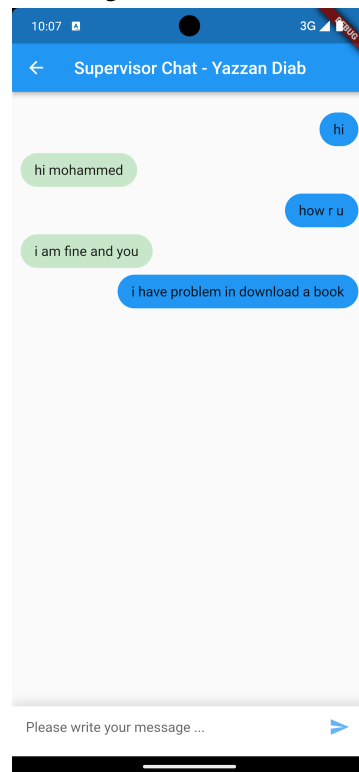 10:07
3G
DEBUG
Supervisor Chat - Yazzan Diab
hi
hi mohammed
how r u
i am fine and you
i have problem in download a book
Please write your message ...